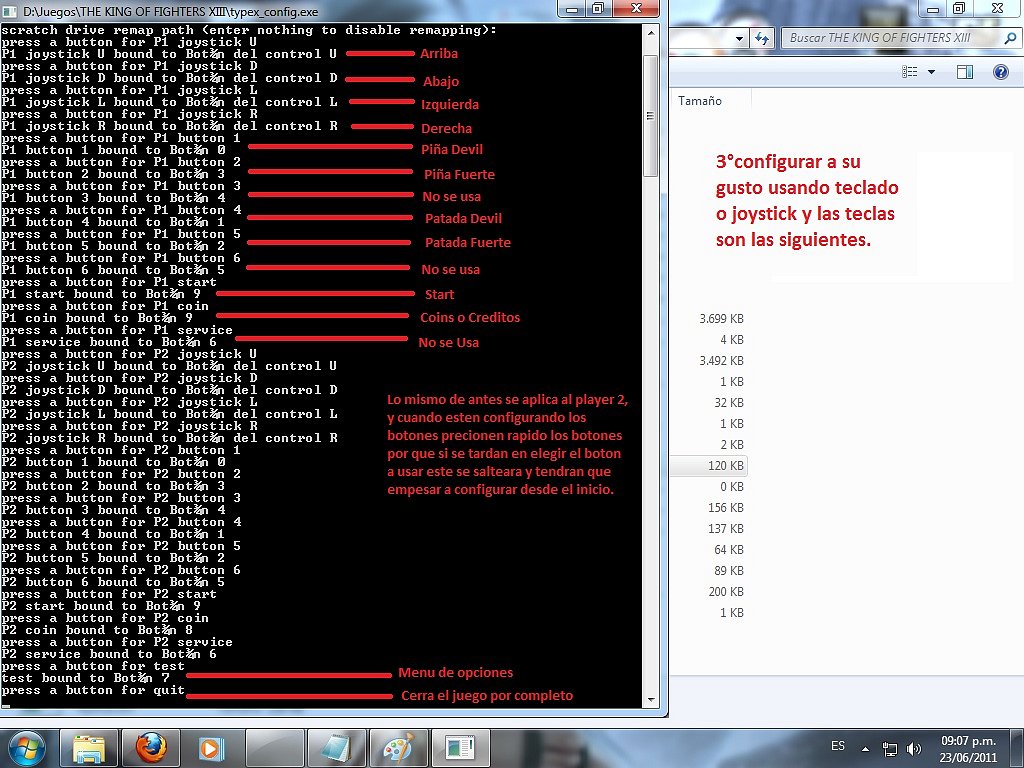 D:\Juegos\THE KING OF FIGHTERS XIII\typex_config.exe
scratch drive remap path (enter nothing to disable remapping):
press a button for P1 joystick U
P1 joystick U bound to Bot¾n del control U
Arriba
press a button for P1 joystick D
P1 joystick D bound to Bot¾n del control D
Abajo
press a button for P1 joystick L
P1 joystick L bound to Bot¾n del control L
Izquierda
press a button for P1 joystick R
P1 joystick R bound to Bot¾n del control R
Derecha
press a button for P1 button 1
P1 button 1 bound to Bot¾n 0
Piña Devil
press a button for P1 button 2
P1 button 2 bound to Bot¾n 3
Piña Fuerte
press a button for P1 button 3
P1 button 3 bound to Bot¾n 4
No se usa
press a button for P1 button 4
P1 button 4 bound to Bot¾n 1
Patada Devil
press a button for P1 button 5
P1 button 5 bound to Bot¾n 2
Patada Fuerte
press a button for P1 button 6
P1 button 6 bound to Bot¾n 5
No se usa
press a button for P1 start
P1 start bound to Bot¾n 9
Start
press a button for P1 coin
P1 coin bound to Bot¾n 9
Coins o Creditos
press a button for P1 service
P1 service bound to Bot¾n 6
No se Usa
press a button for P2 joystick U
P2 joystick U bound to Bot¾n del control U
press a button for P2 joystick D
P2 joystick D bound to Bot¾n del control D
press a button for P2 joystick L
P2 joystick L bound to Bot¾n del control L
press a button for P2 joystick R
P2 joystick R bound to Bot¾n del control R
press a button for P2 button 1
P2 button 1 bound to Bot¾n 0
press a button for P2 button 2
P2 button 2 bound to Bot¾n 3
press a button for P2 button 3
P2 button 3 bound to Bot¾n 4
press a button for P2 button 4
P2 button 4 bound to Bot¾n 1
press a button for P2 button 5
P2 button 5 bound to Bot¾n 2
press a button for P2 button 6
P2 button 6 bound to Bot¾n 5
press a button for P2 start
P2 start bound to Bot¾n 9
press a button for P2 coin
P2 coin bound to Bot¾n 8
press a button for P2 service
P2 service bound to Bot¾n 6
press a button for test
test bound to Bot¾n 7
Menu de opciones
press a button for quit
Cerra el juego por completo
Lo mismo de antes se aplica al player 2,
y cuando esten configurando los
botones precionen rapido los botones
por que si se tardan en elegir el boton
a usar este se salteara y tendran que
empesar a configurar desde el inicio.
Buscar THE KING OF FIGHTERS XIII
Tamaño
3°configurar a su
gusto usando teclado
o joystick y las teclas
son las siguientes.
3.699 KB
4 KB
3.492 KB
1 KB
32 KB
1 KB
2 KB
120 KB
0 KB
156 KB
137 KB
64 KB
89 KB
200 KB
1 KB
ES
09:07 p.m.
23/06/2011